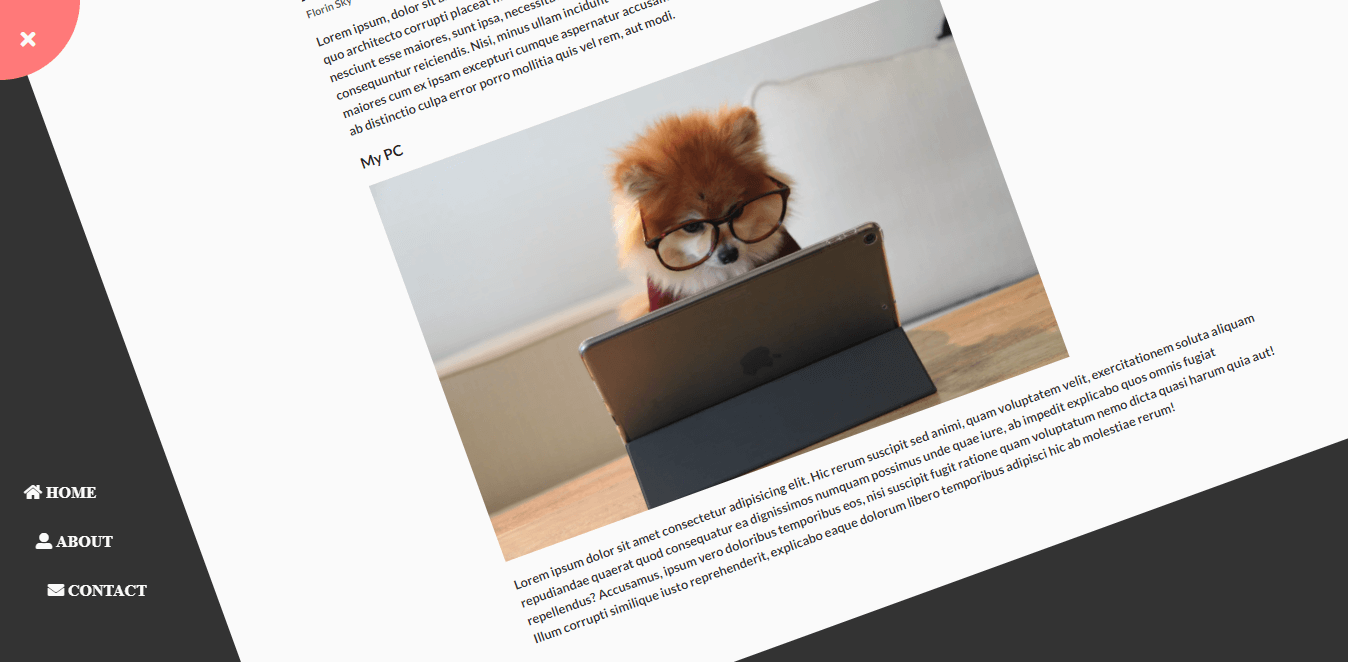 Florin Sky
Lorem ipsum, dolor sit a
quo architecto corrupti placeat
nesciunt esse maiores, sunt ipsa, necessit
consequuntur reiciendis. Nisi, minus ullam incidunt
maiores cum ex ipsam excepturi cumque aspernatur accusa
ab distinctio culpa error porro mollitia quis vel rem, aut modi.
My PC
Lorem ipsum dolor sit amet consectetur adipisicing elit. Hic rerum suscipit sed animi, quam voluptatem velit, exercitationem soluta aliquam
repudiandae quaerat quod consequatur ea dignissimos numquam possimus unde quae iure, ab impedit explicabo quos omnis fugiat
repellendus? Accusamus, ipsum vero doloribus temporibus eos, nisi suscipit fugit ratione quam voluptatum nemo dicta quasi harum quia aut!
Illum corrupti similique iusto reprehenderit, explicabo eaque dolorum libero temporibus adipisci hic ab molestiae rerum!
HOME
ABOUT
CONTACT